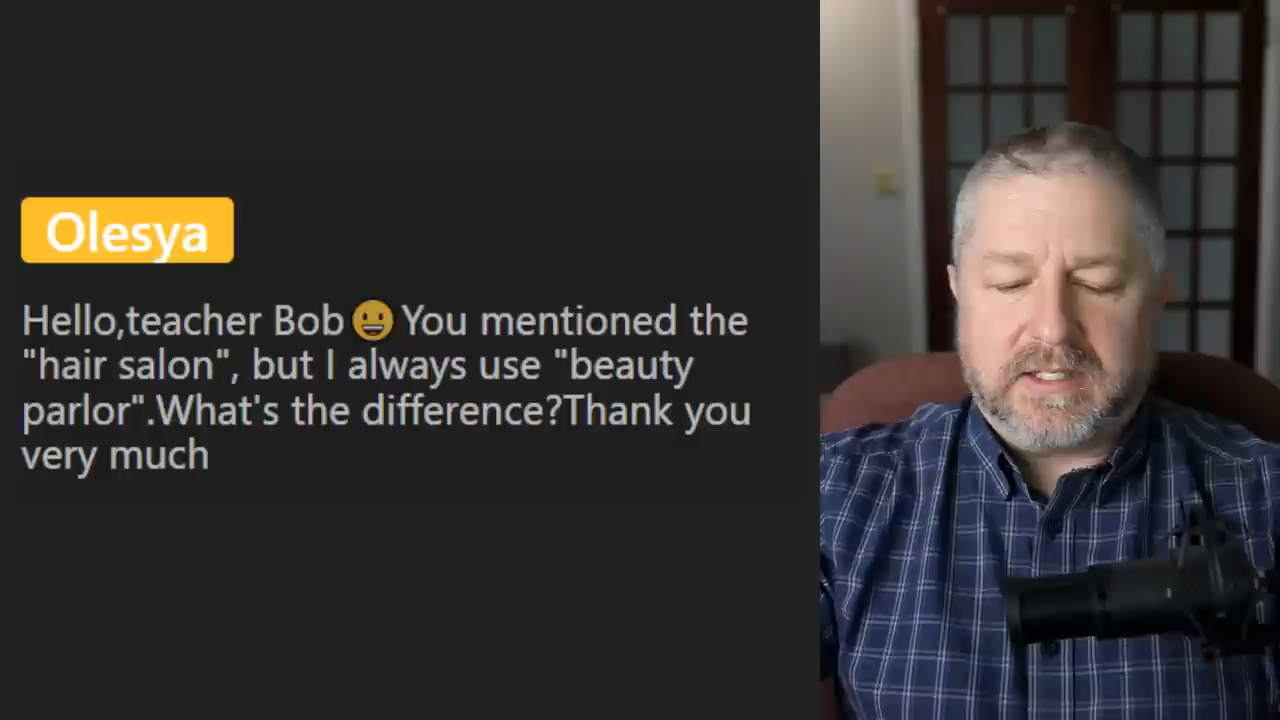 Olesya
Hello,teacher Bob😀You mentioned the
"hair salon", but I always use "beauty
parlor".What's the difference?Thank you
very much